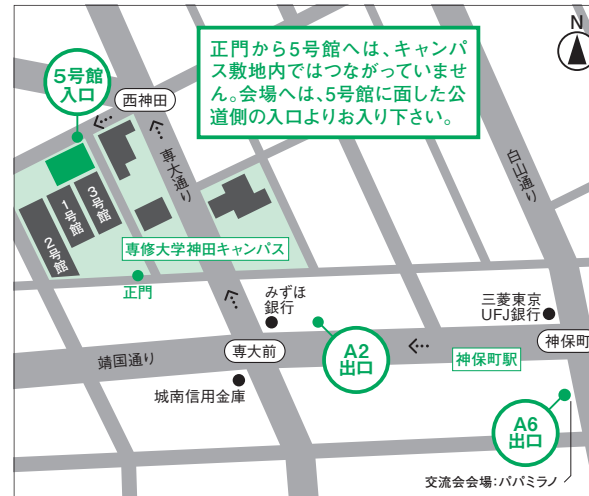 正門から5号館へは、キャンパ
ス敷地内ではつながっていませ
ん。会場へは、5号館に面した公
道側の入口よりお入り下さい。
N
5号館
入口
西神田
専大通り
白山通り
3号館
1号館
2号館
専修大学神田キャンパス
正門
みずほ
銀行
三菱東京
UFJ銀行
靖国通り
専大前
A2
出口
神保町駅
神保町
城南信用金庫
A6
出口
交流会会場:パパミラノ